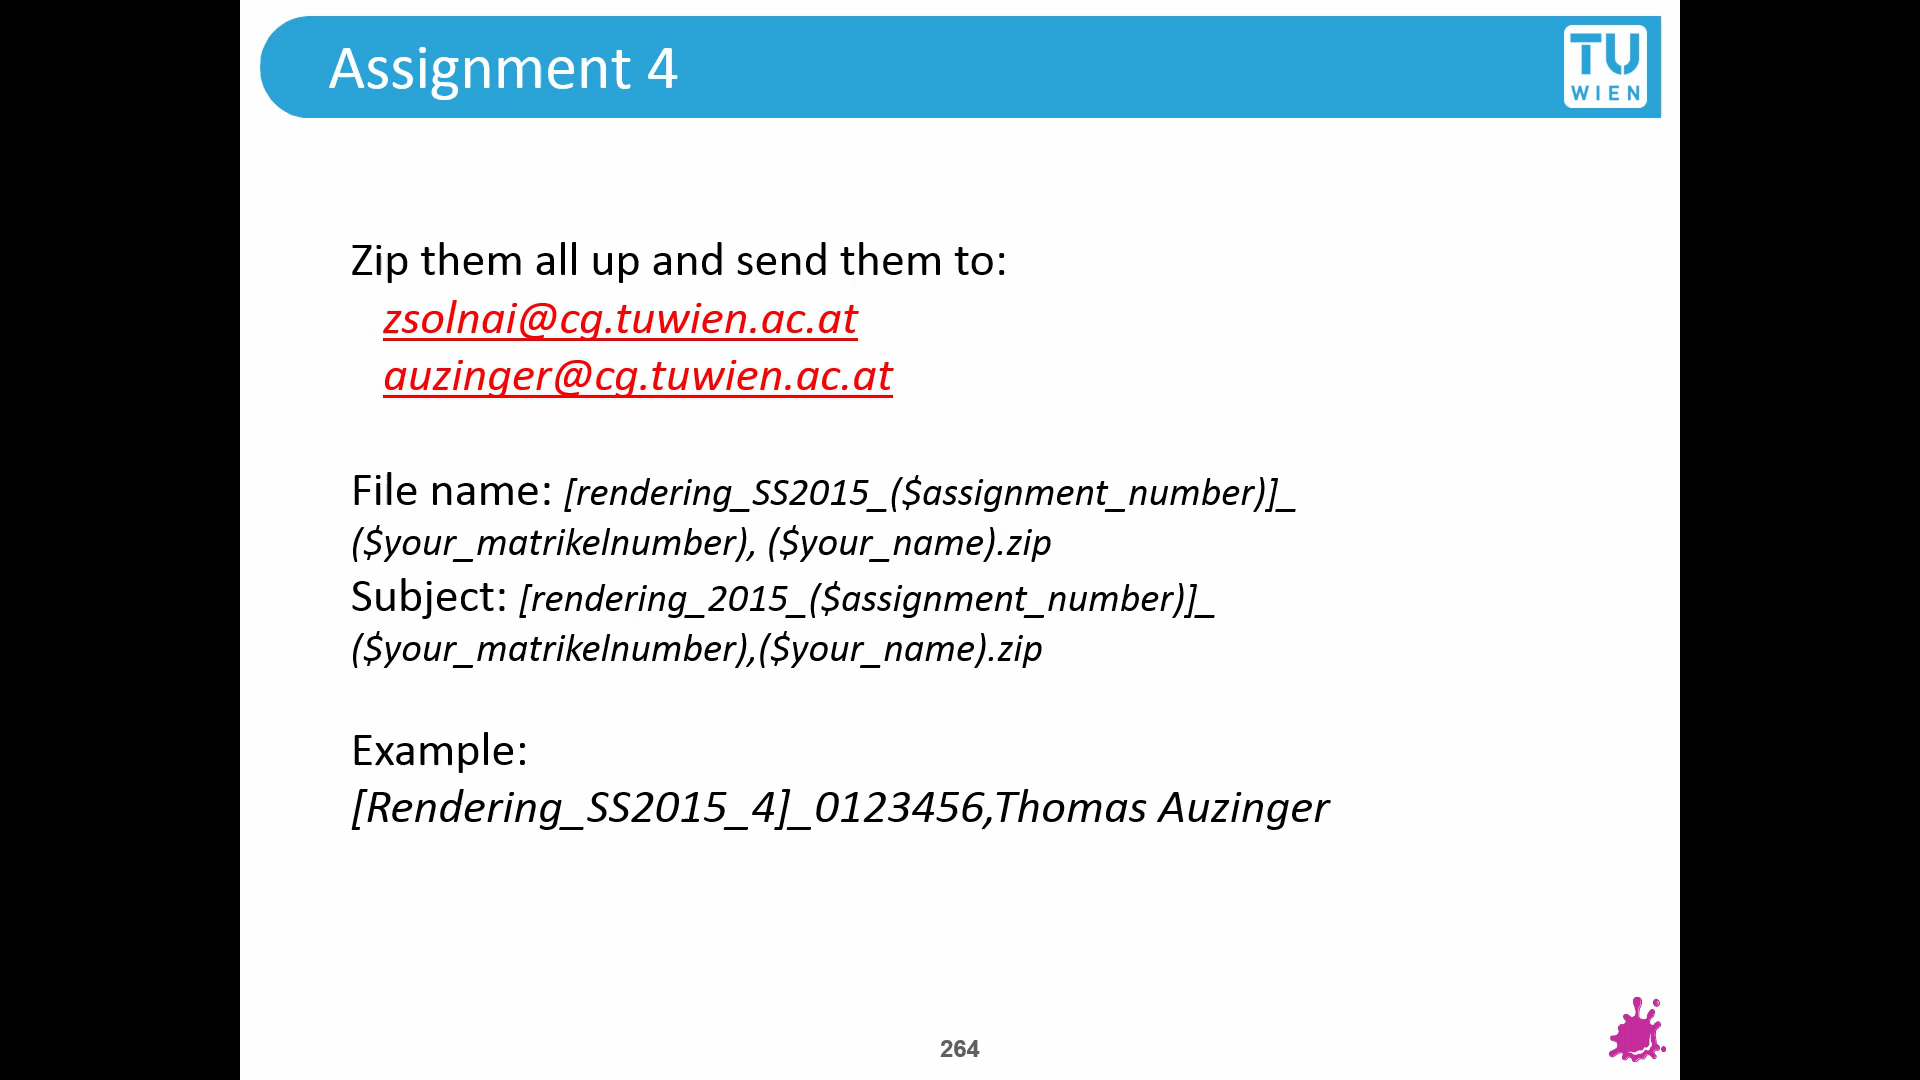 Assignment 4
TU
WIEN
Zip them all up and send them to:
zsolnai@cg.tuwien.ac.at
auzinger@cg.tuwien.ac.at
File name: [rendering_SS2015_($assignment_number)]_
($your_matrikelnumber), ($your_name).zip
Subject: [rendering_2015_($assignment_number)]_
($your_matrikelnumber),($your_name).zip
Example:
[Rendering_SS2015_4]_0123456,Thomas Auzinger
264